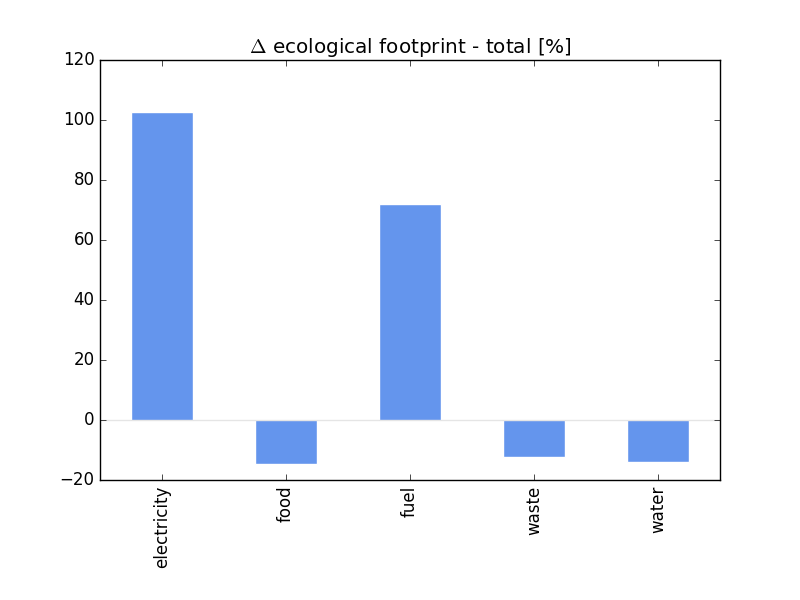 Δ ecological footprint - total [%]
120
100
80
60
40
20
0
−20
electricity
food
fuel
waste
water